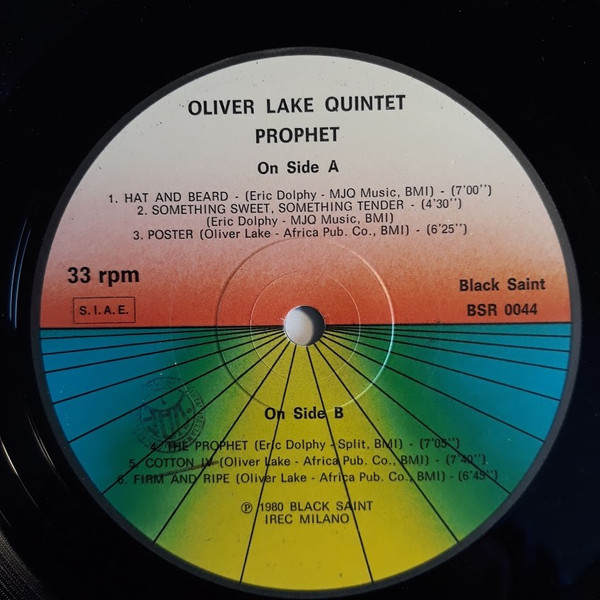 OLIVER LAKE QUINTET
PROPHET
On Side A
1. HAT AND BEARD - (Eric Dolphy - MJQ Music, BMI) - (7'00'')
2. SOMETHING SWEET, SOMETHING TENDER - (4'30'')
(Eric Dolphy - MJQ Music, BMI)
3. POSTER (Oliver Lake - Africa Pub. Co., BMI) - (6'25'')
33 rpm
S.I.A.E.
Black Saint
BSR 0044
On Side B
4. THE PROPHET (Eric Dolphy - Split, BMI) - (7'05'')
5. COTTON IV (Oliver Lake - Africa Pub. Co., BMI) - (7'40'')
6. FIRM AND RIPE (Oliver Lake - Africa Pub. Co., BMI) - (6'45'')
Ⓟ 1980 BLACK SAINT
IREC MILANO